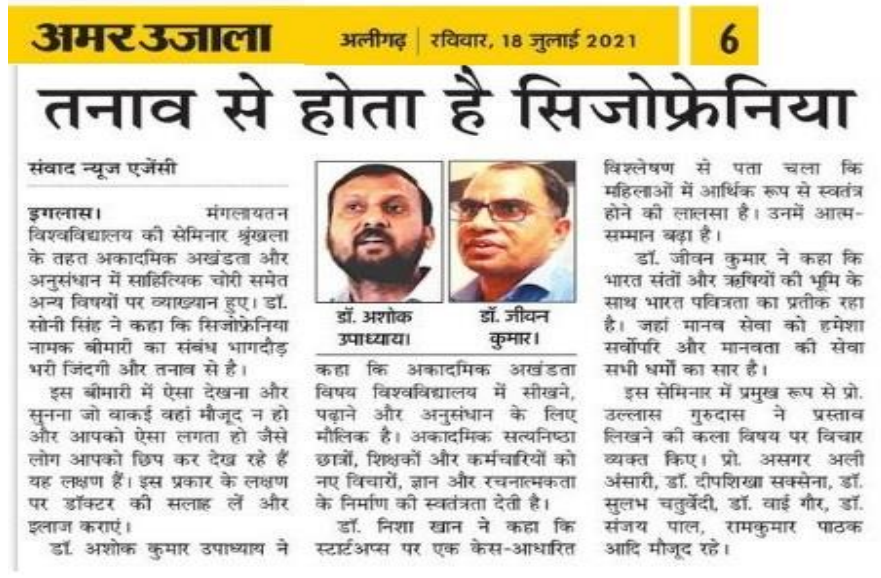 अमर उजाला
अलीगढ़ | रविवार, 18 जुलाई 2021
6
तनाव से होता है सिजोफ्रेनिया
संवाद न्यूज एजेंसी
इगलास। मंगलायतन
विश्वविद्यालय की सेमिनार श्रृंखला
के तहत अकादमिक अखंडता और
अनुसंधान में साहित्यिक चोरी समेत
अन्य विषयों पर व्याख्यान हुए। डॉ.
सोनी सिंह ने कहा कि सिजोफ्रेनिया
नामक बीमारी का संबंध भागदौड़
भरी जिंदगी और तनाव से है।
इस बीमारी में ऐसा देखना और
सुनना जो वाकई वहां मौजूद न हो
और आपको ऐसा लगता हो जैसे
लोग आपको छिप कर देख रहे हैं
यह लक्षण हैं। इस प्रकार के लक्षण
पर डॉक्टर की सलाह लें और
इलाज कराएं।
डॉ. अशोक कुमार उपाध्याय ने
डॉ. अशोक
उपाध्याय।
डॉ. जीवन
कुमार।
कहा कि अकादमिक अखंडता
विषय विश्वविद्यालय में सीखने,
पढ़ाने और अनुसंधान के लिए
मौलिक है। अकादमिक सत्यनिष्ठा
छात्रों, शिक्षकों और कर्मचारियों को
नए विचारों, ज्ञान और रचनात्मकता
के निर्माण की स्वतंत्रता देती है।
डॉ. निशा खान ने कहा कि
स्टार्टअप्स पर एक केस-आधारित
विश्लेषण से पता चला कि
महिलाओं में आर्थिक रूप से स्वतंत्र
होने की लालसा है। उनमें आत्म-
सम्मान बढ़ा है।
डॉ. जीवन कुमार ने कहा कि
भारत संतों और ऋषियों की भूमि के
साथ भारत पवित्रता का प्रतीक रहा
है। जहां मानव सेवा को हमेशा
सर्वोपरि और मानवता की सेवा
सभी धर्मों का सार है।
इस सेमिनार में प्रमुख रूप से प्रो.
उल्लास गुरुदास ने प्रस्ताव
लिखने की कला विषय पर विचार
व्यक्त किए। प्रो. असगर अली
अंसारी, डॉ. दीपशिखा सक्सेना, डॉ.
सुलभ चतुर्वेदी, डॉ. वाई गौर, डॉ.
संजय पाल, रामकुमार पाठक
आदि मौजूद रहे।